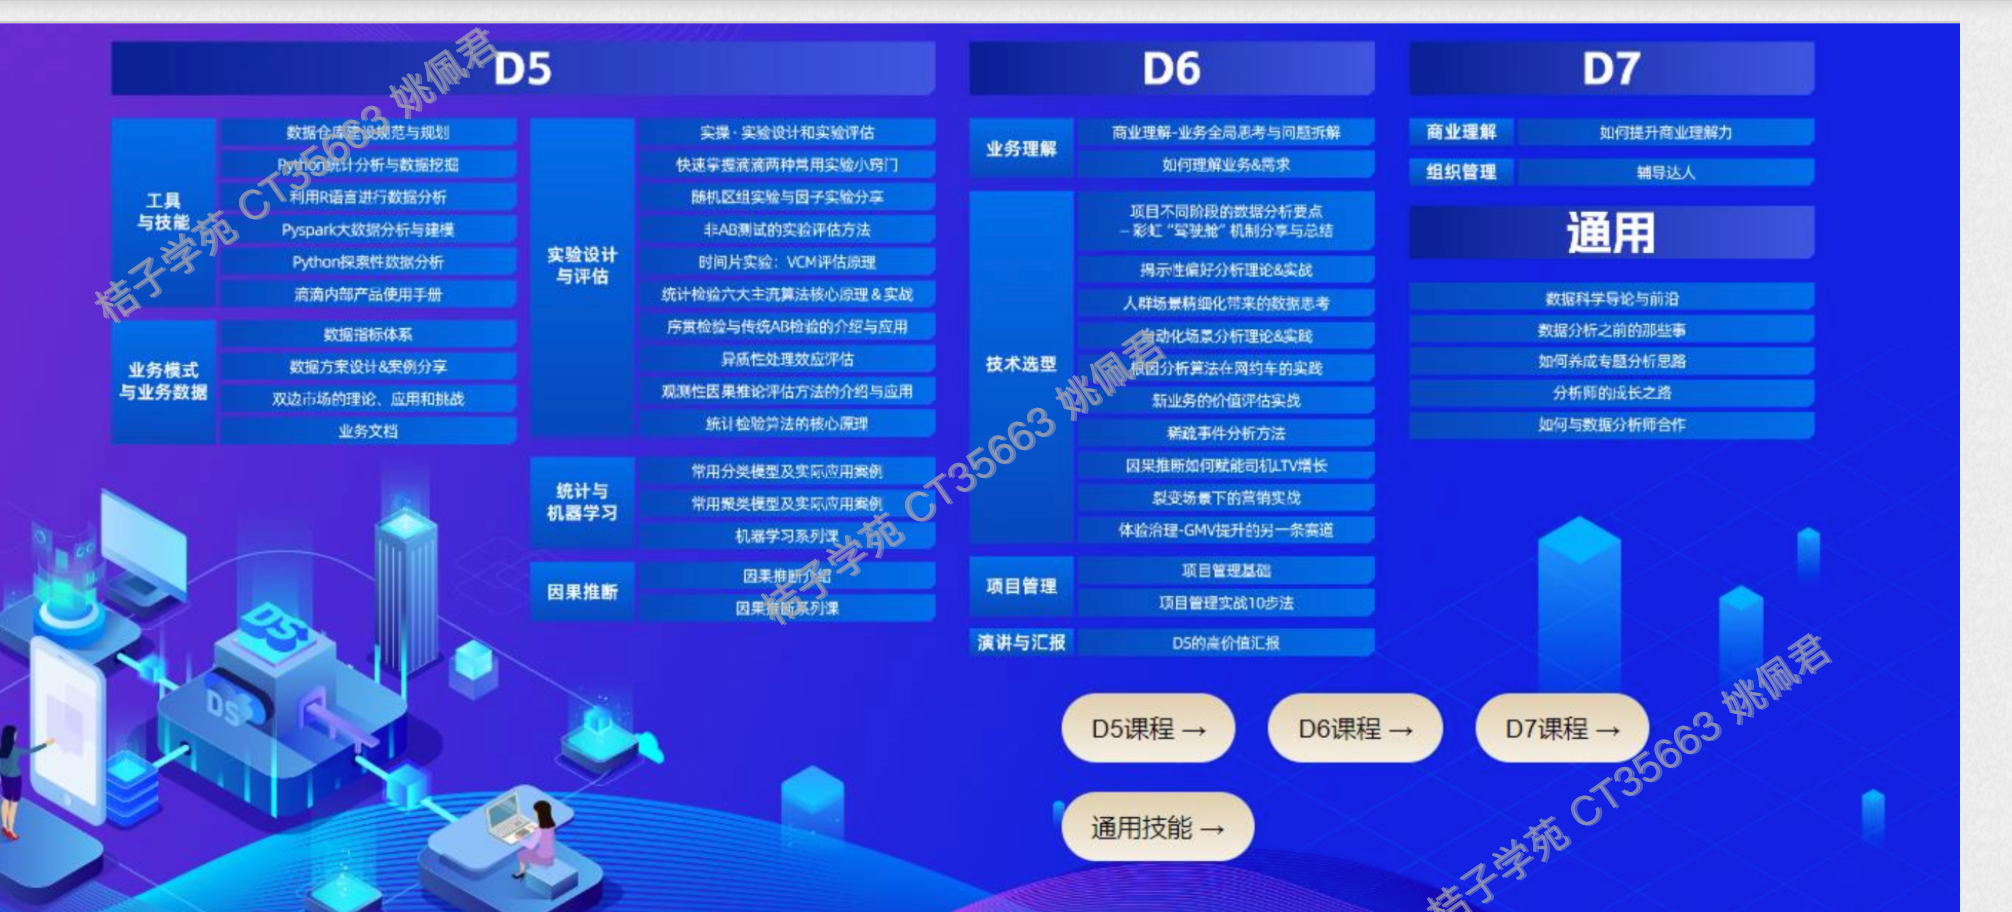 D5
工具
与技能
数据仓库建设规范与规划
Python统计分析与数据挖掘
利用R语言进行数据分析
Pyspark大数据分析与建模
Python探索性数据分析
滴滴内部产品使用手册
业务模式
与业务数据
数据指标体系
数据方案设计&案例分享
双边市场的理论、应用和挑战
业务文档
实验设计
与评估
实操·实验设计和实验评估
快速掌握滴滴两种常用实验小窍门
随机区组实验与因子实验分享
非AB测试的实验评估方法
时间片实验：VCM评估原理
统计检验六大主流算法核心原理&实战
序贯检验与传统AB检验的介绍与应用
异质性处理效应评估
观测性因果推论评估方法的介绍与应用
统计检验算法的核心原理
统计与
机器学习
常用分类模型及实际应用案例
常用聚类模型及实际应用案例
机器学习系列课
因果推断
因果推断介绍
因果推断系列课
D6
业务理解
商业理解-业务全局思考与问题拆解
如何理解业务&需求
技术选型
项目不同阶段的数据分析要点
– 彩虹“驾驶舱”机制分享与总结
揭示性偏好分析理论&实战
人群场景精细化带来的数据思考
自动化场景分析理论&实践
根因分析算法在网约车的实践
新业务的价值评估实战
稀疏事件分析方法
因果推断如何赋能司机LTV增长
裂变场景下的营销实战
体验治理-GMV提升的另一条赛道
项目管理
项目管理基础
项目管理实战10步法
演讲与汇报
DS的高价值汇报
D7
商业理解
如何提升商业理解力
组织管理
辅导达人
通用
数据科学导论与前沿
数据分析之前的那些事
如何养成专题分析思路
分析师的成长之路
如何与数据分析师合作
D5课程 →
D6课程 →
D7课程 →
通用技能 →
DS
DS
桔子学苑 CT35663 姚佩君
桔子学苑 CT35663 姚佩君
桔子学苑 CT35663 姚佩君